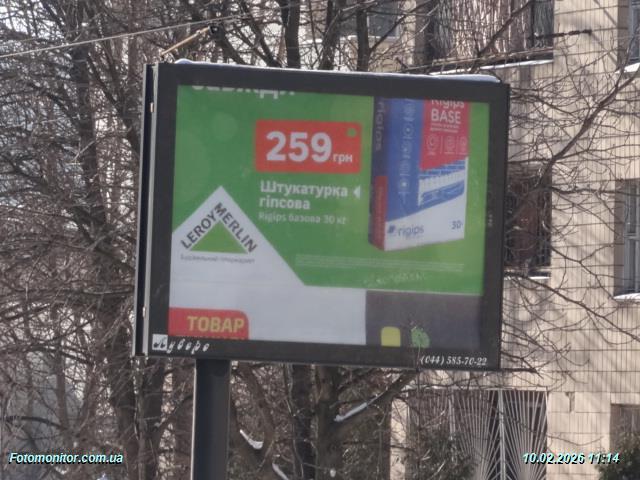 259 грн
Штукатурка
гіпсова
Rigips базова 30 кг
LEROY
MERLIN
Будівельний гіпермаркет
rigips
Rigips
BASE
rigips
30
ТОВАР
(044) 585-70-22
Fotomonitor.com.ua
10.02.2026 11:14